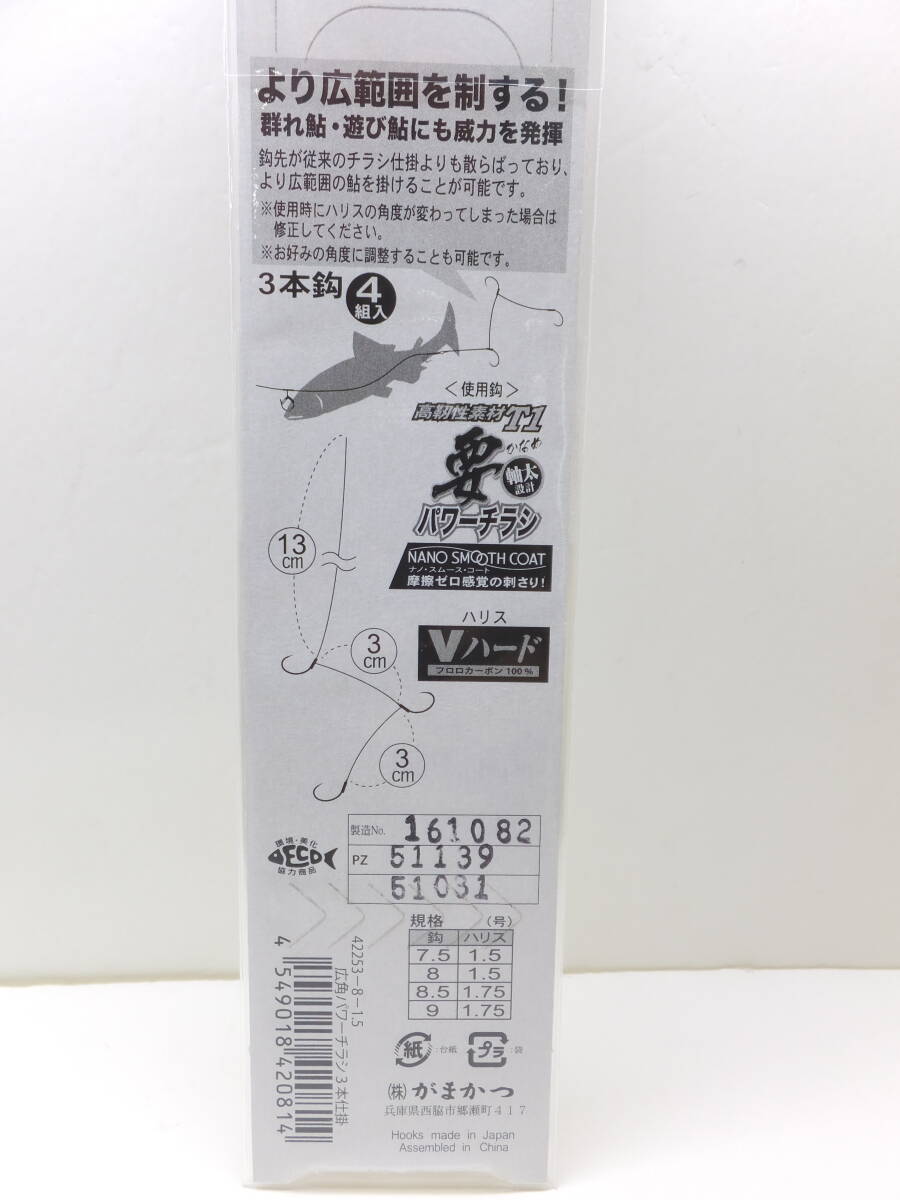 より広範囲を制する!
群れ鮎・遊び鮎にも威力を発揮
鈎先が従来のチラシ仕掛よりも散らばっており、
より広範囲の鮎を掛けることが可能です。
※使用時にハリスの角度が変わってしまった場合は
修正してください。
※お好みの角度に調整することも可能です。
3本鈎 4組入
<使用鈎>
高靭性素材T1
要 かなめ
軸太設計
パワーチラシ
NANO SMOOTH COAT
ナノ・スムース・コート
摩擦ゼロ感覚の刺さり!
13cm
ハリス
Vハード
フロロカーボン100%
3cm
3cm
環境・美化
ECO
協力商品
製造No. 161082
PZ 51139
51031
規格 (号)
鈎 ハリス
7.5 1.5
8 1.5
8.5 1.75
9 1.75
42253-8-1.5
広角パワーチラシ3本仕掛
4 549018 420814
紙 :台紙 プラ :袋
(株)がまかつ
兵庫県西脇市郷瀬町417
Hooks made in Japan
Assembled in China